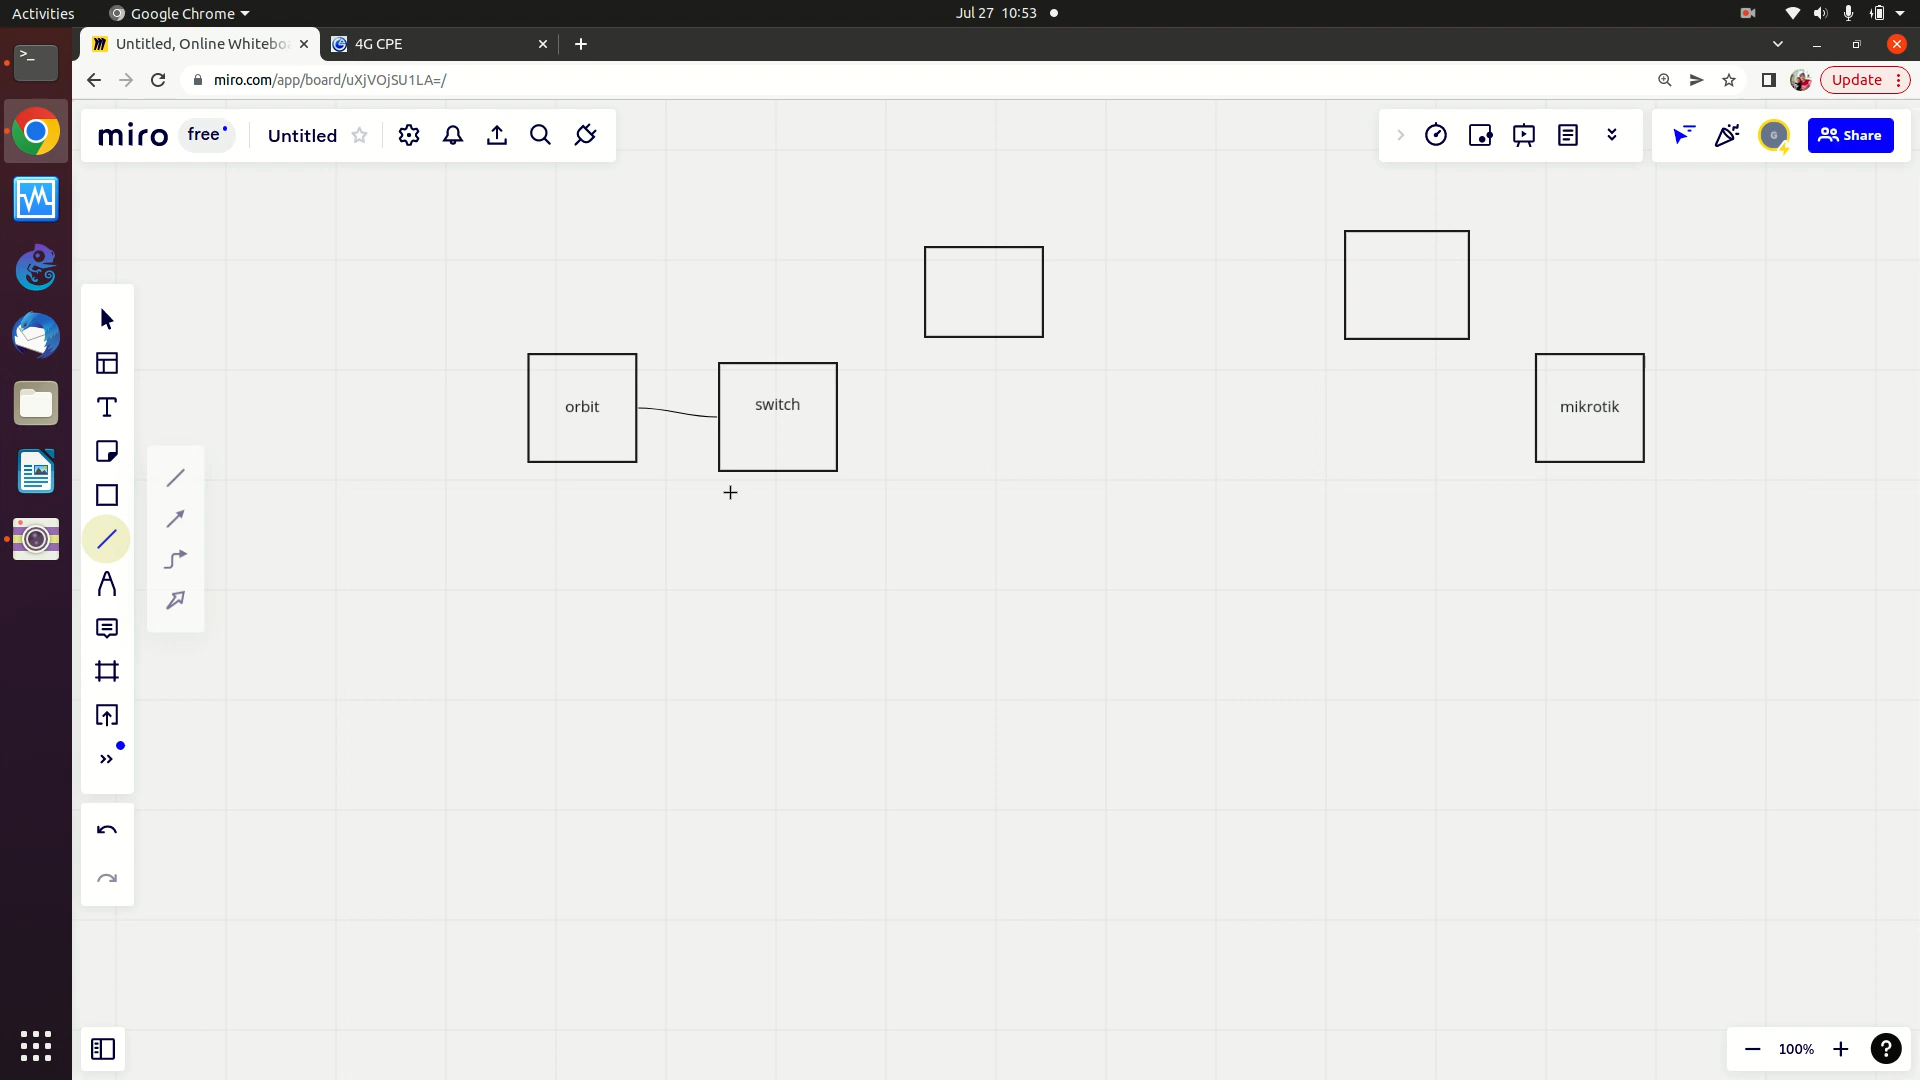 Activities
Google Chrome
Jul 27 10:53
Untitled, Online Whiteboa
4G CPE
miro.com/app/board/uXjVOjSU1LA=/
Update
miro
free
Untitled
Share
orbit
switch
mikrotik
100%